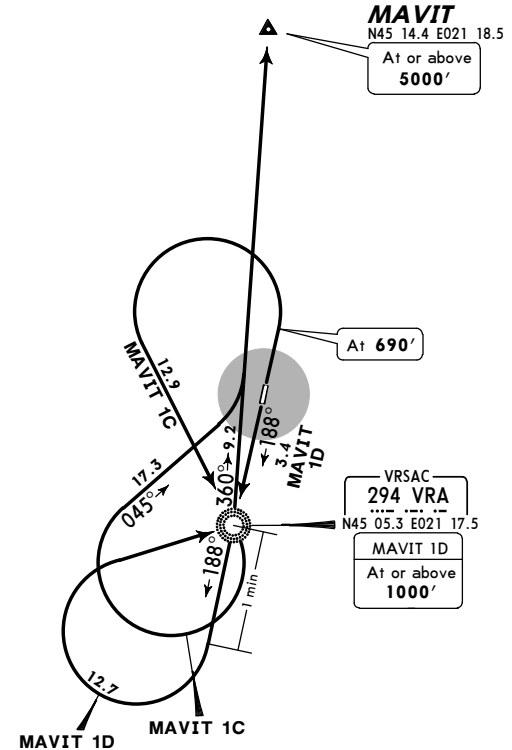 MAVIT
N45 14.4 E021 18.5
At or above
5000′
At 690′
MAVIT 1C
12.9
17.3
045°
360°
9.2
188°
3.4
MAVIT
1D
VRSAC
294 VRA
N45 05.3 E021 17.5
MAVIT 1D
At or above
1000′
188°
1 min
12.7
MAVIT 1C
MAVIT 1D